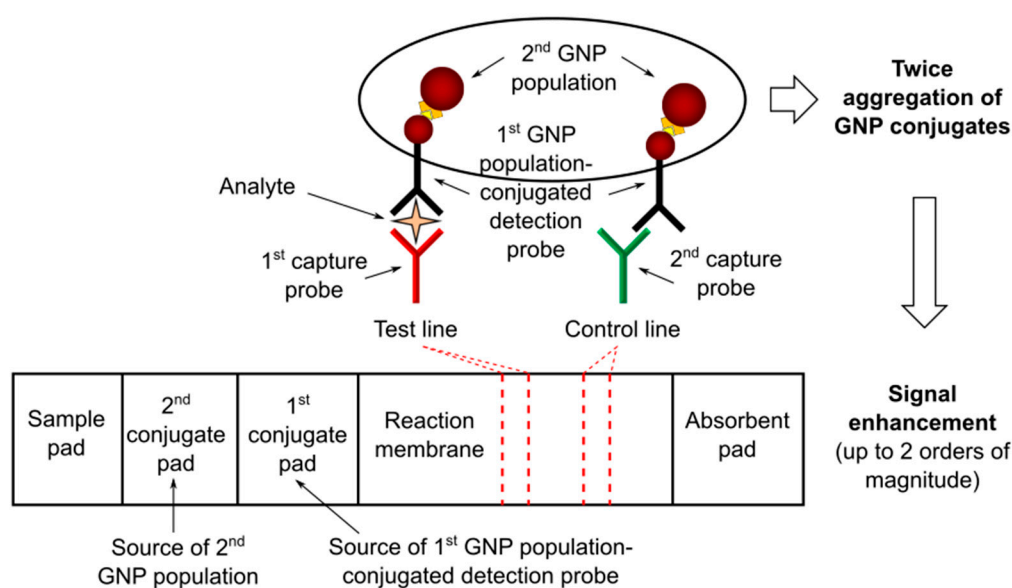 2nd GNP
population
1st GNP
population-
conjugated
detection
probe
Analyte
1st capture
probe
2nd capture
probe
Twice
aggregation of
GNP conjugates
Test line
Control line
Sample
pad
2nd
conjugate
pad
1st
conjugate
pad
Reaction
membrane
Absorbent
pad
Signal
enhancement
(up to 2 orders of
magnitude)
Source of 2nd
GNP population
Source of 1st GNP population-
conjugated detection probe